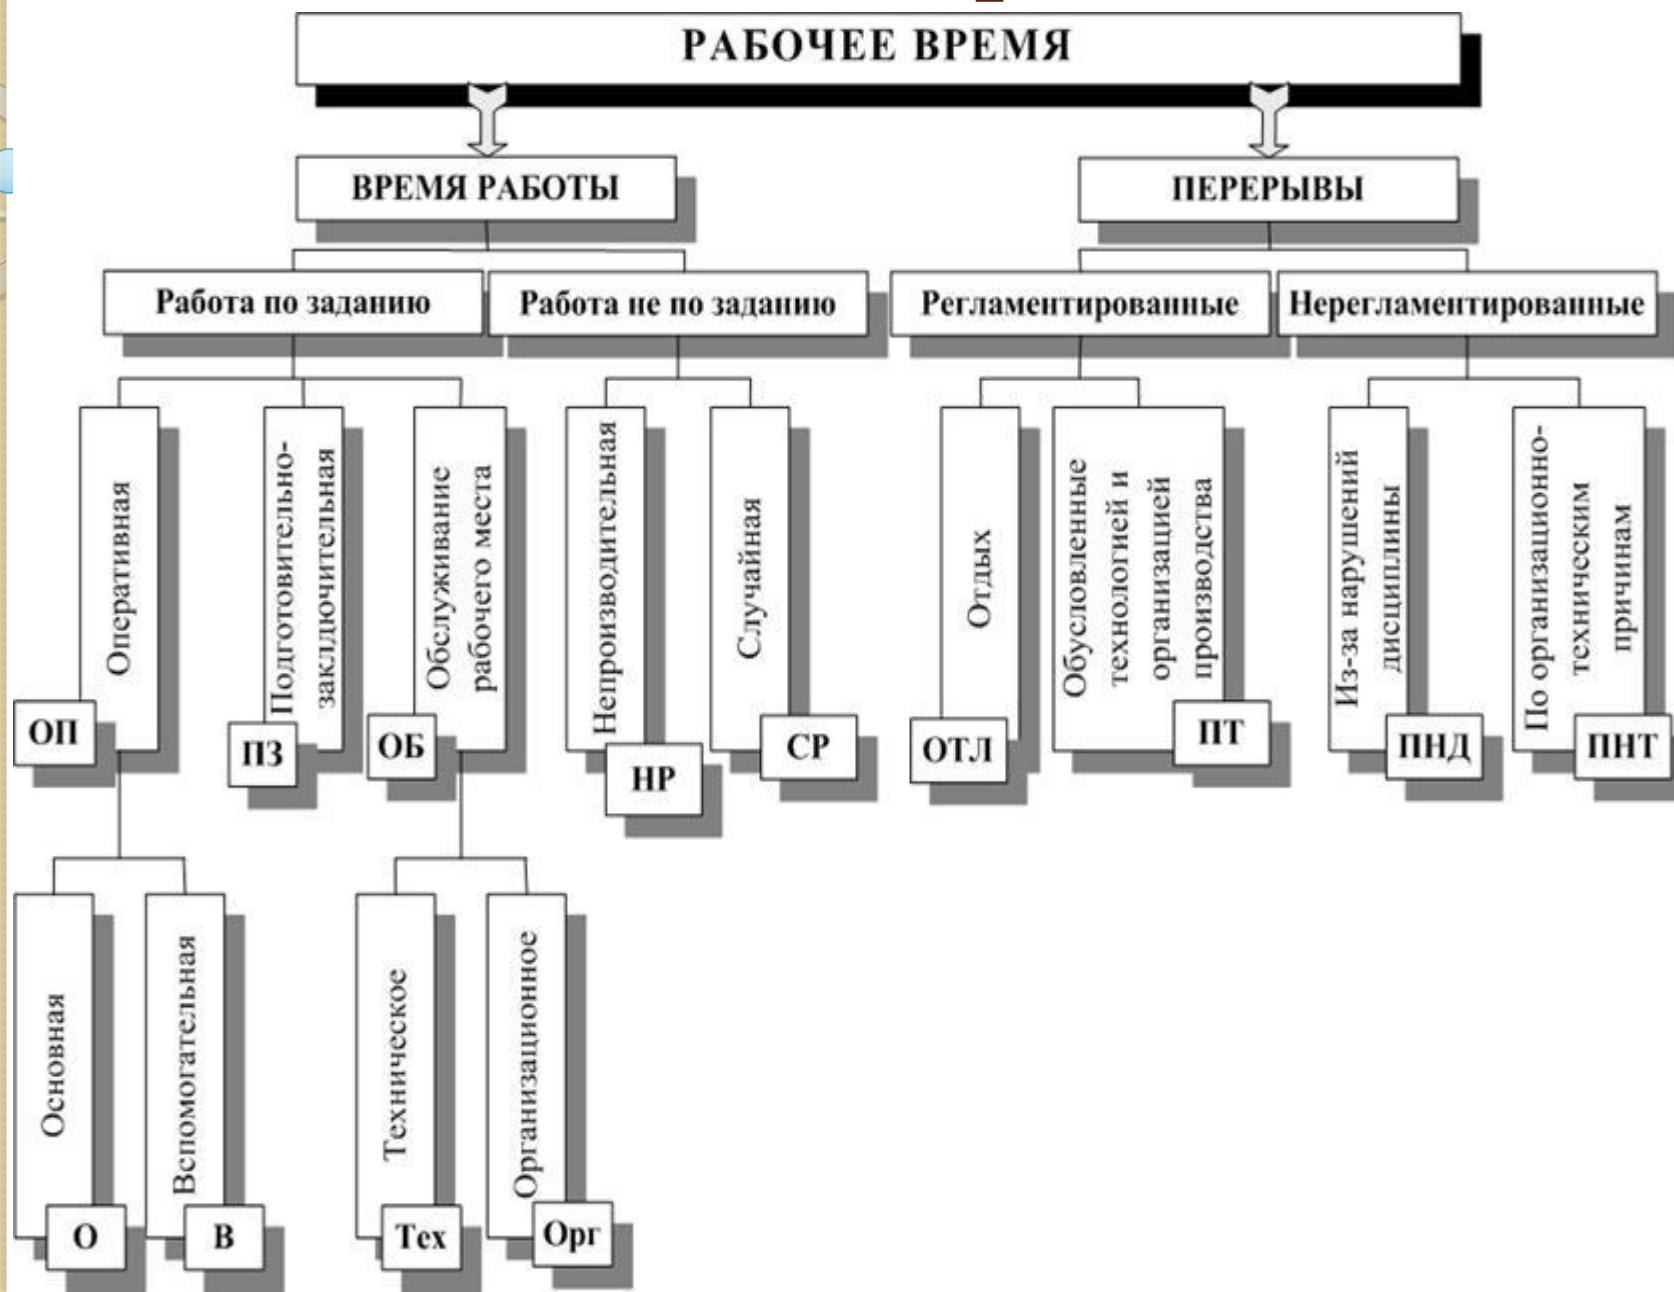 РАБОЧЕЕ ВРЕМЯ
ВРЕМЯ РАБОТЫ
ПЕРЕРЫВЫ
Работа по заданию
Работа не по заданию
Регламентированные
Нерегламентированные
Оперативная
ОП
Подготовительно-
заключительная
ПЗ
Обслуживание
рабочего места
ОБ
Непроизводительная
НР
Случайная
СР
Отдых
ОТЛ
Обусловленные
технологией и
организацией
производства
ПТ
Из-за нарушений
дисциплины
ПНД
По организационно-
техническим
причинам
ПНТ
Основная
О
Вспомогательная
В
Техническое
Тех
Организационное
Орг